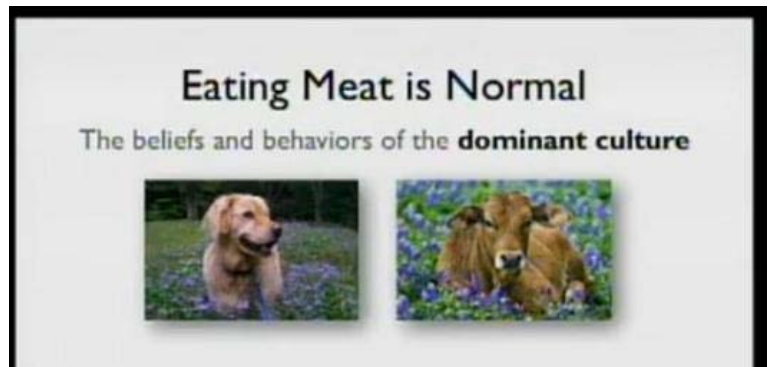 Eating Meat is Normal
The beliefs and behaviors of the dominant culture